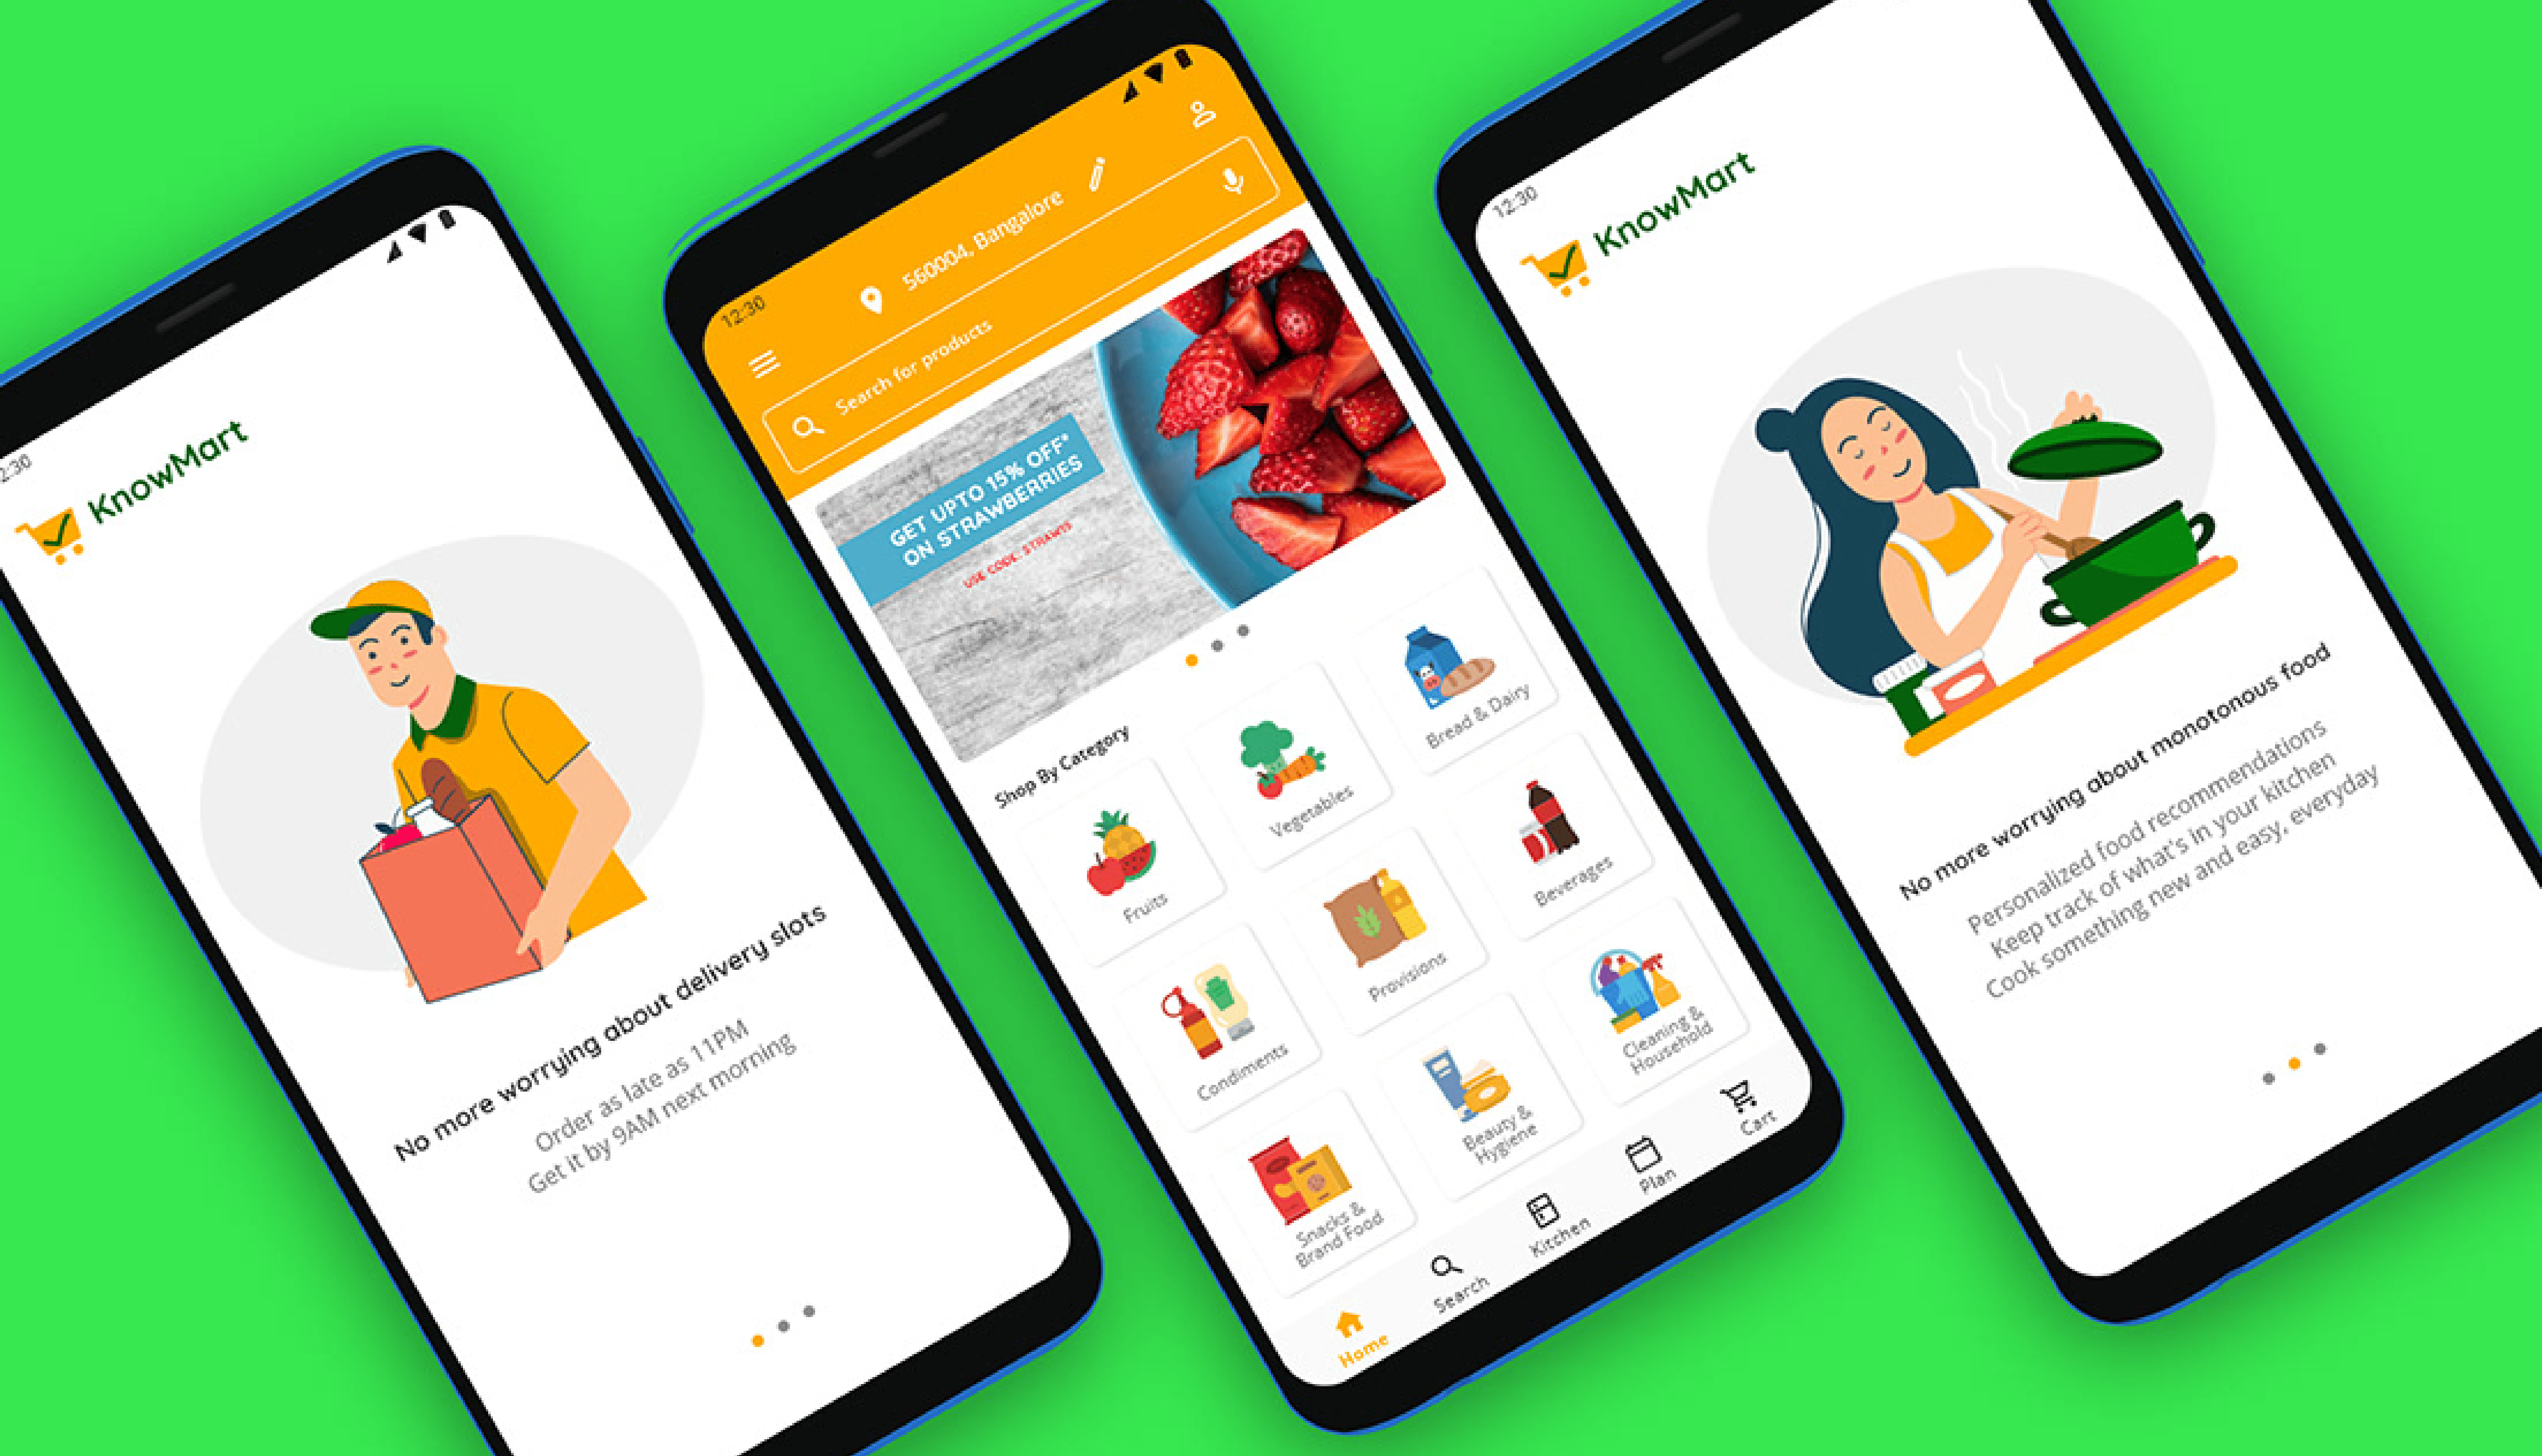 12:30
KnowMart
No more worrying about delivery slots
Order as late as 11PM
Get it by 9AM next morning
12:30
560004, Bangalore
Search for products
GET UPTO 15% OFF*
ON STRAWBERRIES
USE CODE: STRAW15
Shop By Category
Fruits
Vegetables
Bread & Dairy
Condiments
Provisions
Beverages
Snacks &
Brand Food
Beauty &
Hygiene
Cleaning &
Household
Home
Search
Kitchen
Plan
Cart
12:30
KnowMart
No more worrying about monotonous food
Personalized food recommendations
Keep track of what's in your kitchen
Cook something new and easy, everyday